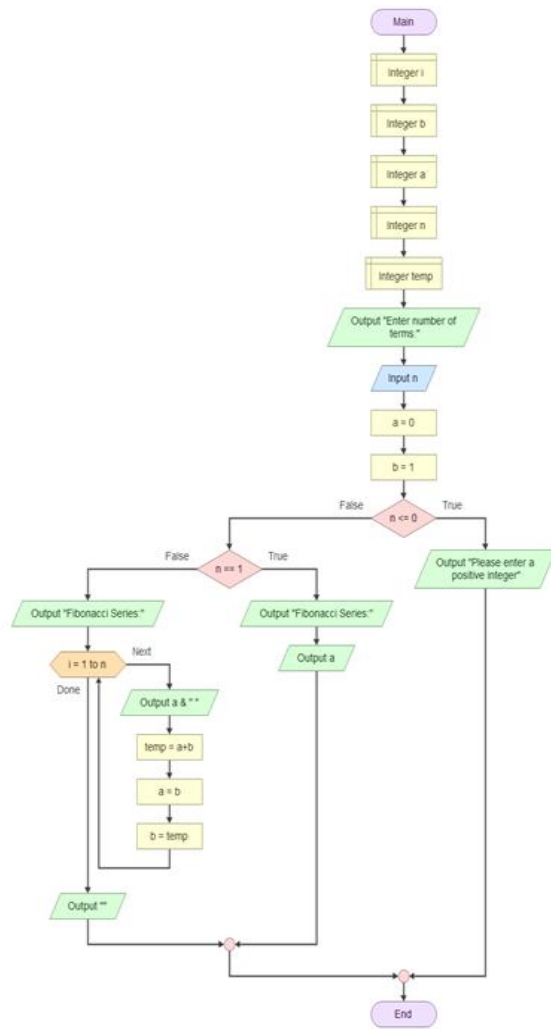 Main
Integer i
Integer b
Integer a
Integer n
Integer temp
Output "Enter number of
terms:"
Input n
a = 0
b = 1
False
True
n <= 0
False
True
n == 1
Output "Please enter a
positive integer"
Output "Fibonacci Series:"
Output "Fibonacci Series:"
i = 1 to n
Next
Done
Output a
Output a & " "
temp = a+b
a = b
b = temp
Output ""
End